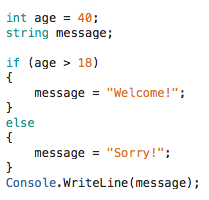 int age = 40;
string message;

if (age > 18)
{
    message = "Welcome!";
}
else
{
    message = "Sorry!";
}
Console.WriteLine(message);